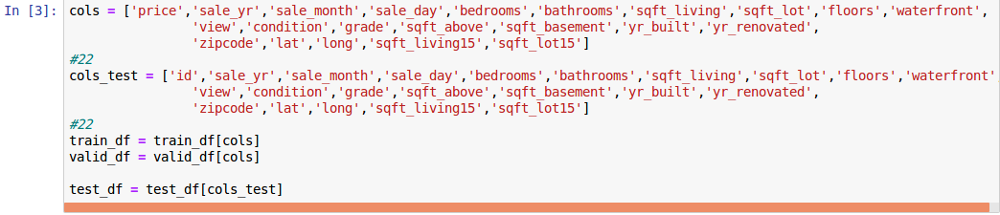 In [3]: cols = ['price','sale_yr','sale_month','sale_day','bedrooms','bathrooms','sqft_living','sqft_lot','floors','waterfront',
'view','condition','grade','sqft_above','sqft_basement','yr_built','yr_renovated',
'zipcode','lat','long','sqft_living15','sqft_lot15']
#22
cols_test = ['id','sale_yr','sale_month','sale_day','bedrooms','bathrooms','sqft_living','sqft_lot','floors','waterfront'
'view','condition','grade','sqft_above','sqft_basement','yr_built','yr_renovated',
'zipcode','lat','long','sqft_living15','sqft_lot15']
#22
train_df = train_df[cols]
valid_df = valid_df[cols]
test_df = test_df[cols_test]